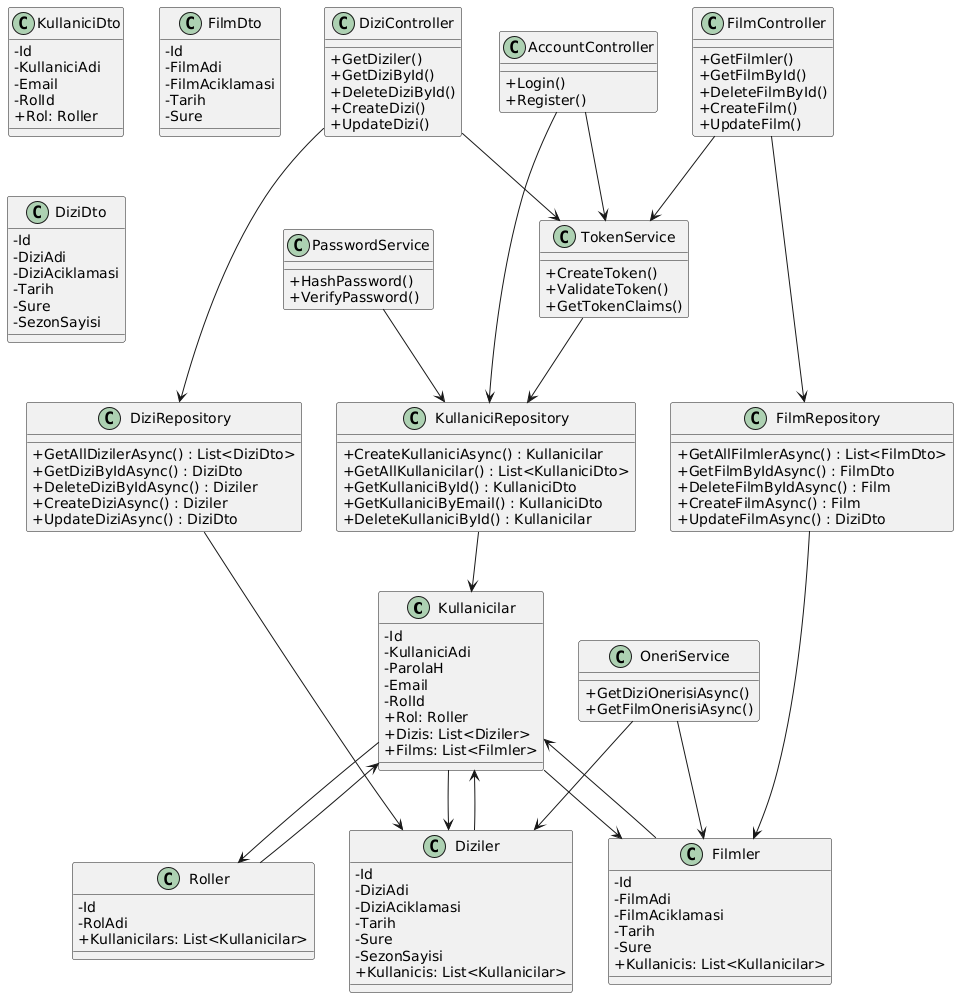 C KullaniciDto
-Id
-KullaniciAdi
-Email
-RolId
+Rol: Roller
C FilmDto
-Id
-FilmAdi
-FilmAciklamasi
-Tarih
-Sure
C DiziController
+GetDiziler()
+GetDiziById()
+DeleteDiziById()
+CreateDizi()
+UpdateDizi()
C AccountController
+Login()
+Register()
C FilmController
+GetFilmler()
+GetFilmById()
+DeleteFilmById()
+CreateFilm()
+UpdateFilm()
C DiziDto
-Id
-DiziAdi
-DiziAciklamasi
-Tarih
-Sure
-SezonSayisi
C PasswordService
+HashPassword()
+VerifyPassword()
C TokenService
+CreateToken()
+ValidateToken()
+GetTokenClaims()
C DiziRepository
+GetAllDizilerAsync() : List<DiziDto>
+GetDiziByIdAsync() : DiziDto
+DeleteDiziByIdAsync() : Diziler
+CreateDiziAsync() : Diziler
+UpdateDiziAsync() : DiziDto
C KullaniciRepository
+CreateKullaniciAsync() : Kullanicilar
+GetAllKullanicilar() : List<KullaniciDto>
+GetKullaniciById() : KullaniciDto
+GetKullaniciByEmail() : KullaniciDto
+DeleteKullaniciById() : Kullanicilar
C FilmRepository
+GetAllFilmlerAsync() : List<FilmDto>
+GetFilmByIdAsync() : FilmDto
+DeleteFilmByIdAsync() : Film
+CreateFilmAsync() : Film
+UpdateFilmAsync() : DiziDto
C Kullanicilar
-Id
-KullaniciAdi
-ParolaH
-Email
-RolId
+Rol: Roller
+Dizis: List<Diziler>
+Films: List<Filmler>
C OneriService
+GetDiziOnerisiAsync()
+GetFilmOnerisiAsync()
C Roller
-Id
-RolAdi
+Kullanicilars: List<Kullanicilar>
C Diziler
-Id
-DiziAdi
-DiziAciklamasi
-Tarih
-Sure
-SezonSayisi
+Kullanicis: List<Kullanicilar>
C Filmler
-Id
-FilmAdi
-FilmAciklamasi
-Tarih
-Sure
+Kullanicis: List<Kullanicilar>